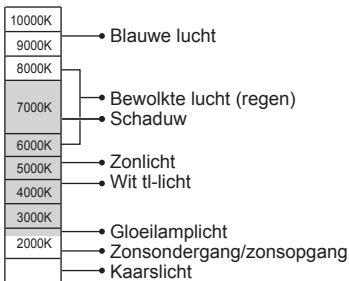 10000K
Blauwe lucht
9000K
8000K
Bewolkte lucht (regen)
7000K
Schaduw
6000K
Zonlicht
5000K
Wit tl-licht
4000K
3000K
Gloeilamplicht
2000K
Zonsondergang/zonsopgang
Kaarslicht